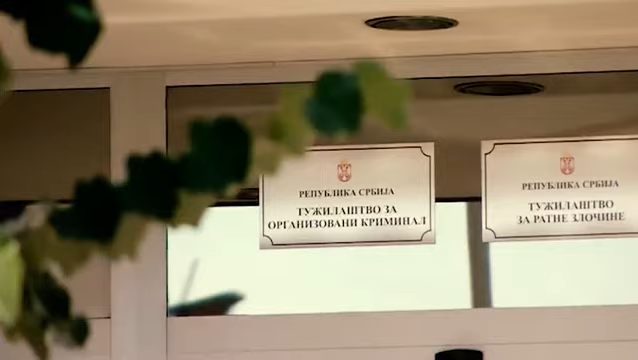 РЕПУБЛИКА СРБИЈА
ТУЖИЛАШТВО ЗА
ОРГАНИЗОВАНИ КРИМИНАЛ
РЕПУБЛИКА СРБИЈА
ТУЖИЛАШТВО
ЗА РАТНЕ ЗЛОЧИНЕ